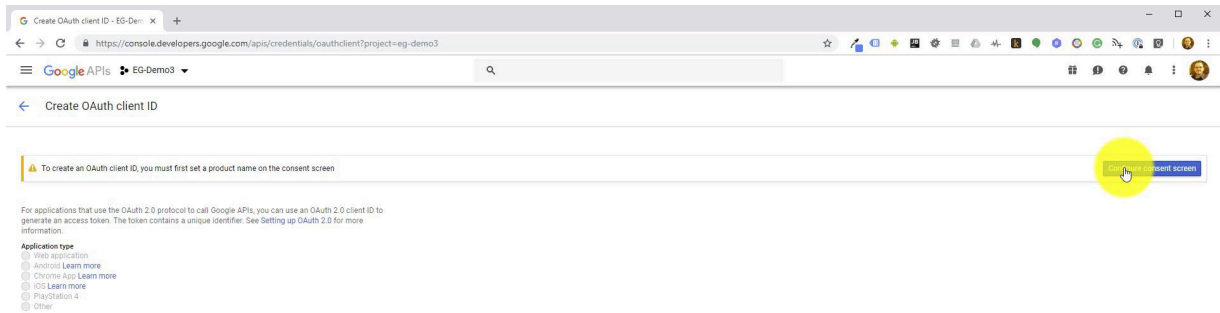 Create OAuth client ID - EG-Dem
https://console.developers.google.com/apis/credentials/oauthclient?project=eg-demo3
Google APIs EG-Demo3
Create OAuth client ID
To create an OAuth client ID, you must first set a product name on the consent screen
Configure consent screen
For applications that use the OAuth 2.0 protocol to call Google APIs, you can use an OAuth 2.0 client ID to
generate an access token. The token contains a unique identifier. See Setting up OAuth 2.0 for more
information.
Application type
Web application
Android Learn more
Chrome App Learn more
iOS Learn more
PlayStation 4
Other